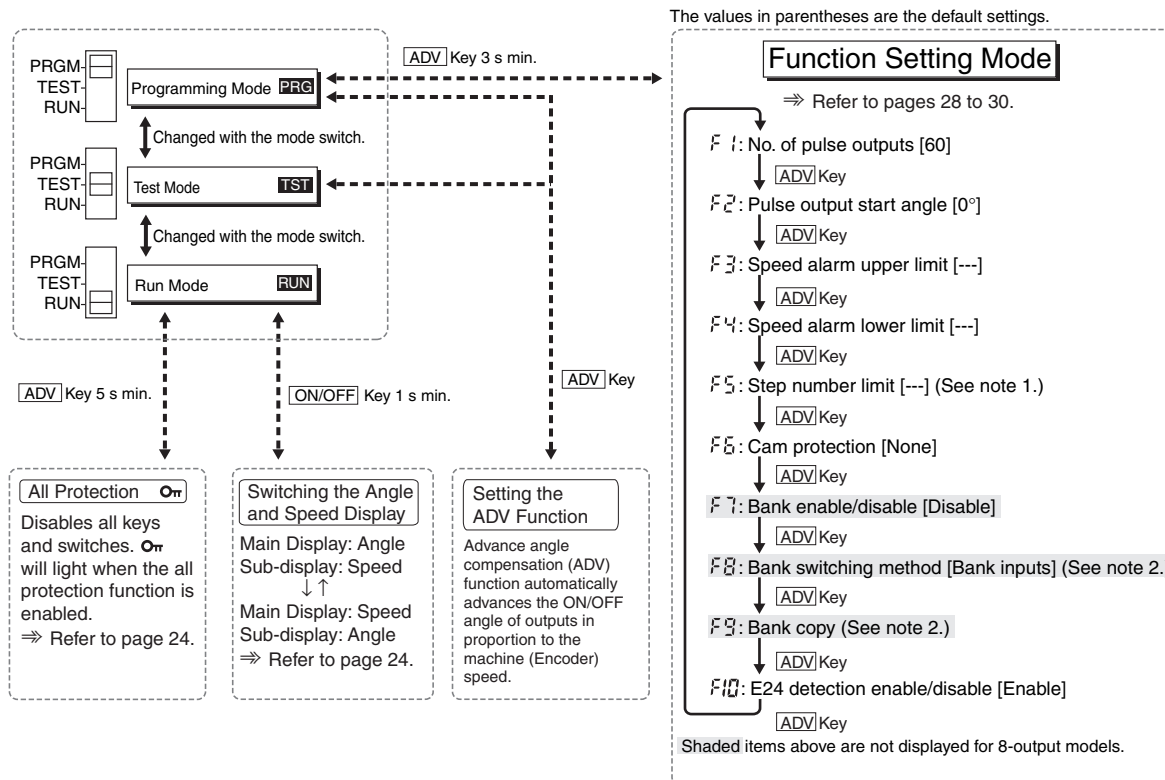 The values in parentheses are the default settings.
PRGM
TEST
RUN
Programming Mode PRG
ADV Key 3 s min.
Changed with the mode switch.
PRGM
TEST
RUN
Test Mode TST
Changed with the mode switch.
PRGM
TEST
RUN
Run Mode RUN
ADV Key 5 s min.
ON/OFF Key 1 s min.
ADV Key
All Protection
Disables all keys
and switches.
will light when the all
protection function is
enabled.
⇒ Refer to page 24.
Switching the Angle
and Speed Display
Main Display: Angle
Sub-display: Speed
↓↑
Main Display: Speed
Sub-display: Angle
⇒ Refer to page 24.
Setting the
ADV Function
Advance angle
compensation (ADV)
function automatically
advances the ON/OFF
angle of outputs in
proportion to the
machine (Encoder)
speed.
Function Setting Mode
⇒ Refer to pages 28 to 30.
F1: No. of pulse outputs [60]
ADV Key
F2: Pulse output start angle [0°]
ADV Key
F3: Speed alarm upper limit [---]
ADV Key
F4: Speed alarm lower limit [---]
ADV Key
F5: Step number limit [---] (See note 1.)
ADV Key
F6: Cam protection [None]
ADV Key
F7: Bank enable/disable [Disable]
ADV Key
F8: Bank switching method [Bank inputs] (See note 2.
ADV Key
F9: Bank copy (See note 2.)
ADV Key
F10: E24 detection enable/disable [Enable]
ADV Key
Shaded items above are not displayed for 8-output models.